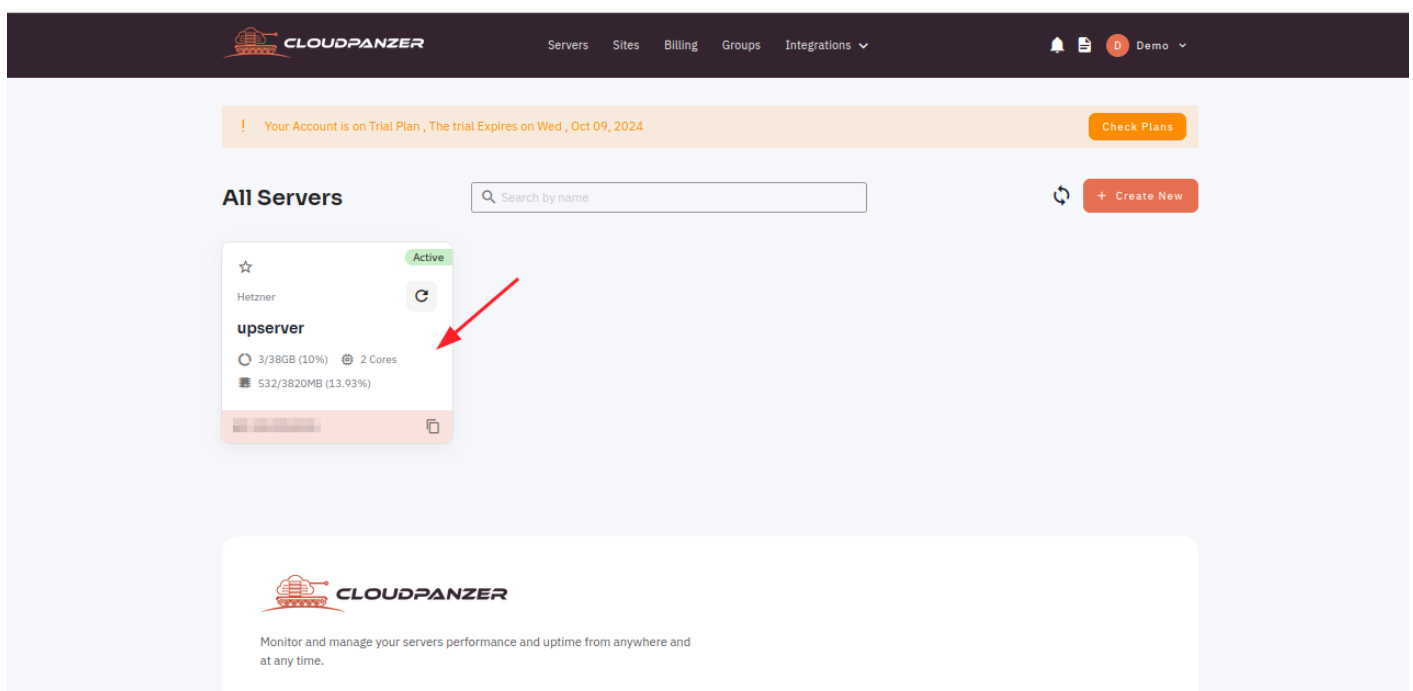 CLOUDPANZER Servers Sites Billing Groups Integrations D Demo
! Your Account is on Trial Plan , The trial Expires on Wed , Oct 09, 2024 Check Plans
All Servers Search by name + Create New
Active
Hetzner
upserver
3/38GB (10%) 2 Cores
532/3820MB (13.93%)
CLOUDPANZER
Monitor and manage your servers performance and uptime from anywhere and
at any time.